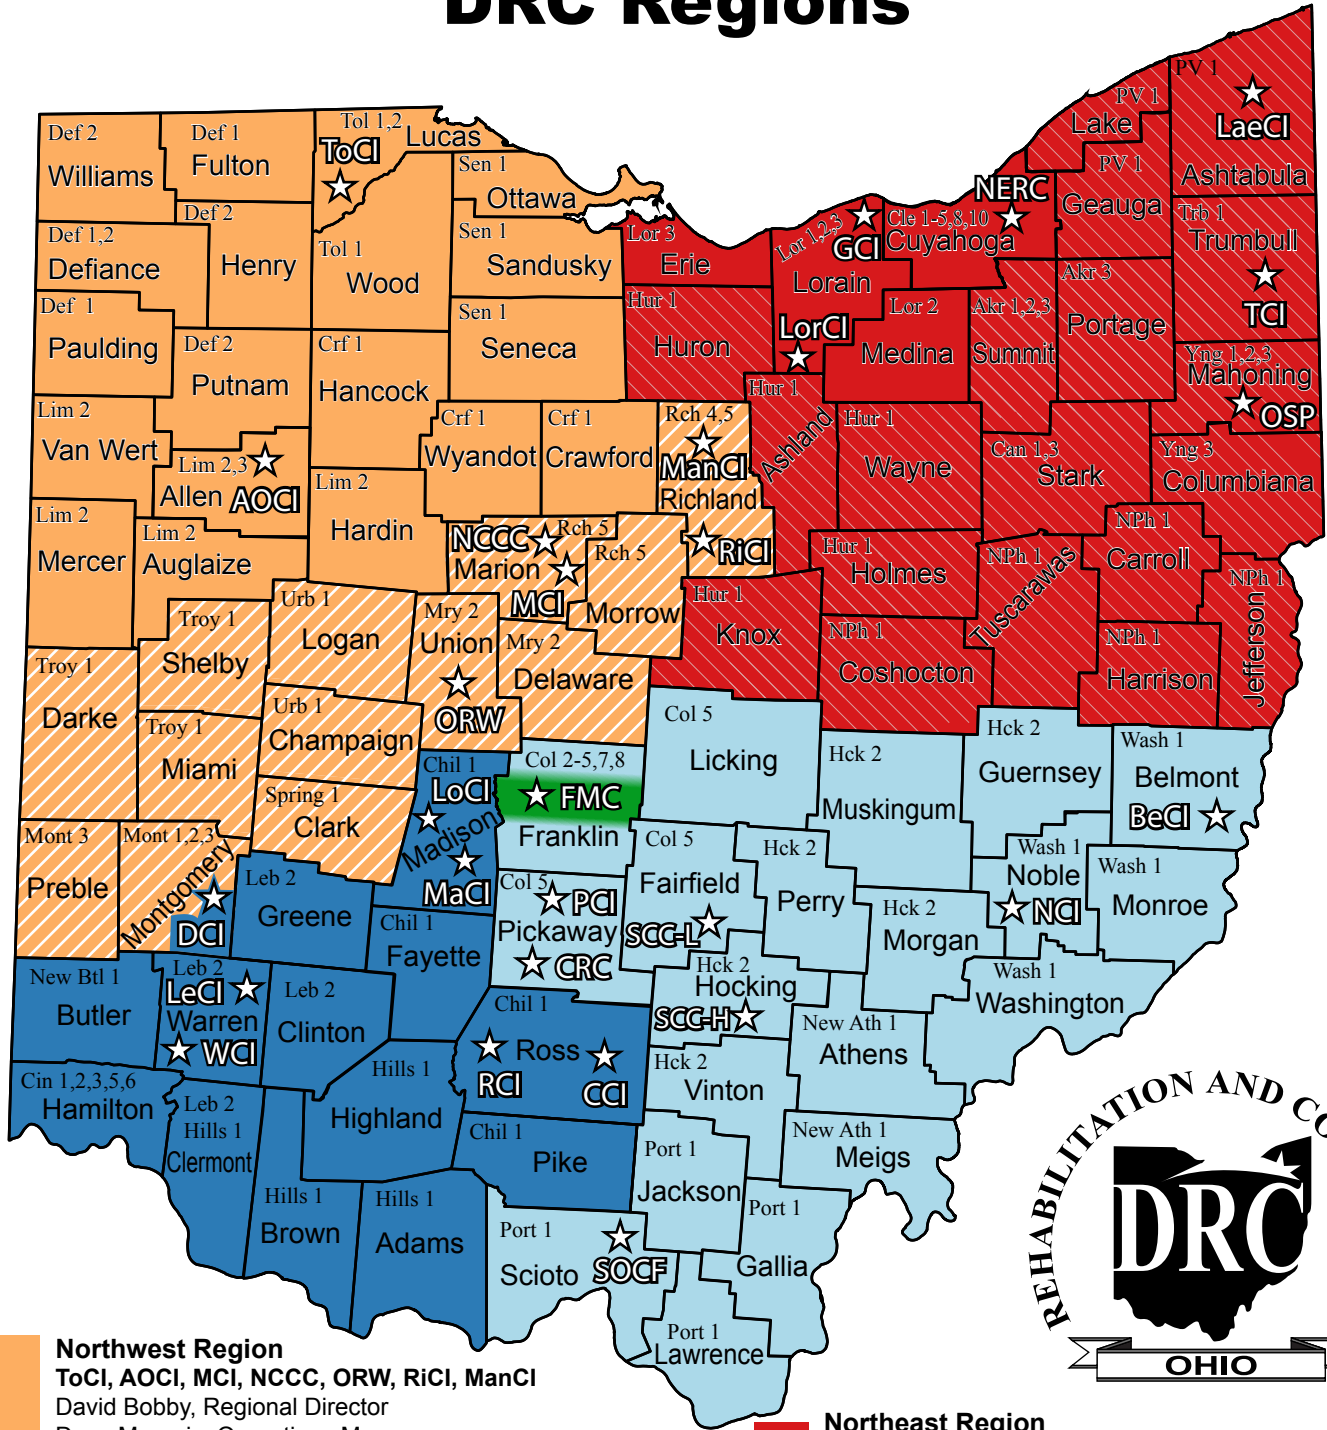 DRC Regions
PV 1
LaeCI
Ashtabula
PV 1
Lake
PV 1
Geauga
Def 2
Williams
Def 1
Fulton
Tol 1,2
Lucas
ToCI
Sen 1
Ottawa
NERC
Cle 1-5,8,10
Cuyahoga
Trb 1
Trumbull
TCI
Def 1,2
Defiance
Def 2
Henry
Tol 1
Wood
Sen 1
Sandusky
Lor 3
Erie
Lor 1,2,3
GCI
Lorain
LorCI
Lor 2
Medina
Akr 1,2,3
Summit
Akr 3
Portage
Def 1
Paulding
Def 2
Putnam
Crf 1
Hancock
Sen 1
Seneca
Hur 1
Huron
Yng 1,2,3
Mahoning
OSP
Lim 2
Van Wert
Lim 2,3
Allen AOCI
Lim 2
Hardin
Crf 1
Wyandot
Crf 1
Crawford
Rch 4,5
ManCI
Richland
RiCI
Hur 1
Ashland
Hur 1
Wayne
Can 1,3
Stark
Yng 3
Columbiana
Lim 2
Mercer
Lim 2
Auglaize
NCCC
Rch 5
Marion
MCI
Rch 5
Morrow
Hur 1
Holmes
NPh 1
Tuscarawas
NPh 1
Carroll
NPh 1
Jefferson
Troy 1
Shelby
Urb 1
Logan
Mry 2
Union
ORW
Mry 2
Delaware
Hur 1
Knox
NPh 1
Coshocton
NPh 1
Harrison
Troy 1
Darke
Troy 1
Miami
Urb 1
Champaign
Spring 1
Clark
Chil 1
LoCI
Madison
MaCI
Col 2-5,7,8
FMC
Franklin
Col 5
Licking
Hck 2
Muskingum
Hck 2
Guernsey
Wash 1
Belmont
BeCI
Mont 3
Preble
Mont 1,2,3
Montgomery
DCI
Leb 2
Greene
Chil 1
Fayette
Col 5
PCI
Pickaway
CRC
Col 5
Fairfield
SCC-L
Hck 2
Perry
Hck 2
Morgan
Wash 1
Noble
NCI
Wash 1
Monroe
New Btl 1
Butler
Leb 2
LeCI
Warren
WCI
Leb 2
Clinton
Chil 1
Ross
RCI
CCI
Hck 2
Hocking
SCC-H
New Ath 1
Athens
Wash 1
Washington
Cin 1,2,3,5,6
Hamilton
Leb 2
Hills 1
Clermont
Hills 1
Highland
Chil 1
Pike
Hck 2
Vinton
New Ath 1
Meigs
Hills 1
Brown
Hills 1
Adams
Port 1
Scioto
SOCF
Port 1
Jackson
Port 1
Gallia
Port 1
Lawrence
REHABILITATION AND CO
DRC
OHIO
Northwest Region
ToCI, AOCI, MCI, NCCC, ORW, RiCI, ManCI
David Bobby, Regional Director
Northeast Region